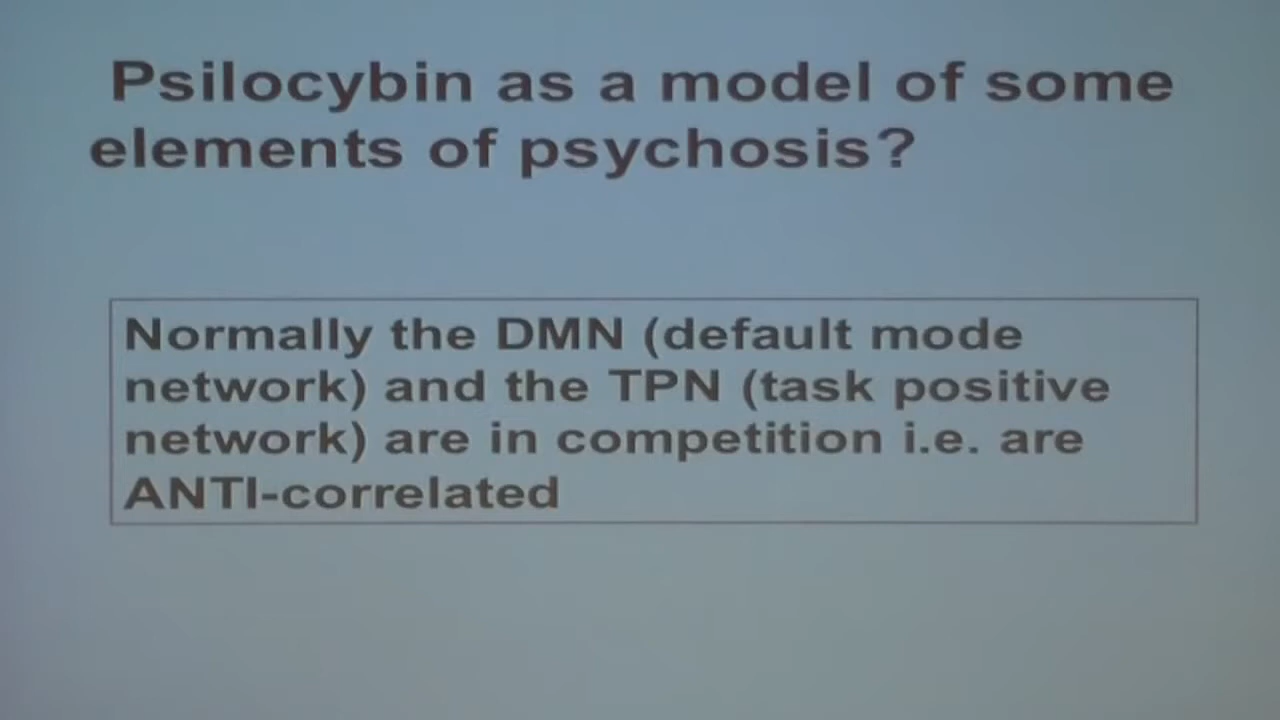 Psilocybin as a model of some
elements of psychosis?
Normally the DMN (default mode
network) and the TPN (task positive
network) are in competition i.e. are
ANTI-correlated